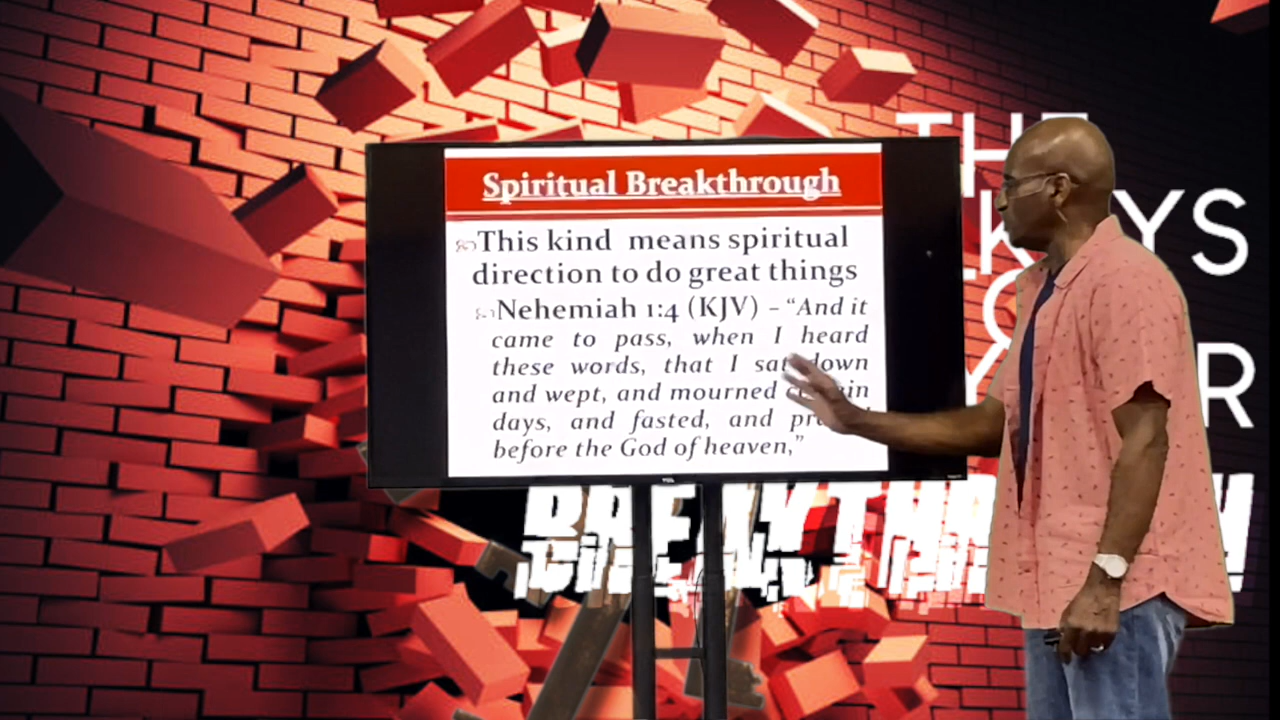 THE
Spiritual Breakthrough
This kind means spiritual
direction to do great things
Nehemiah 1:4 (KJV) – “And it
came to pass, when I heard
these words, that I sat down
and wept, and mourned
days, and fasted, and
before the God of heaven,”
TCL